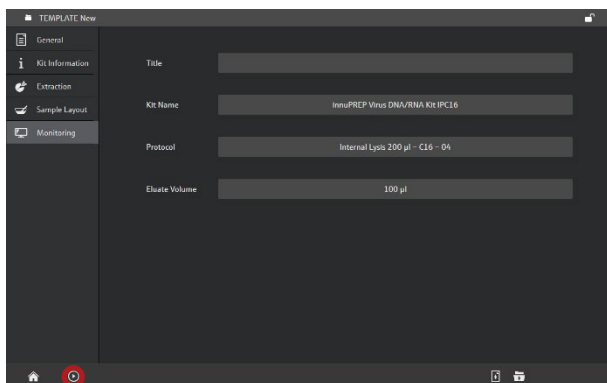 TEMPLATE New
General
Kit Information
Extraction
Sample Layout
Monitoring
Title
Kit Name
InnuPREP Virus DNA/RNA Kit IPC16
Protocol
Internal Lysis 200 µl – C16 – 04
Eluate Volume
100 µl